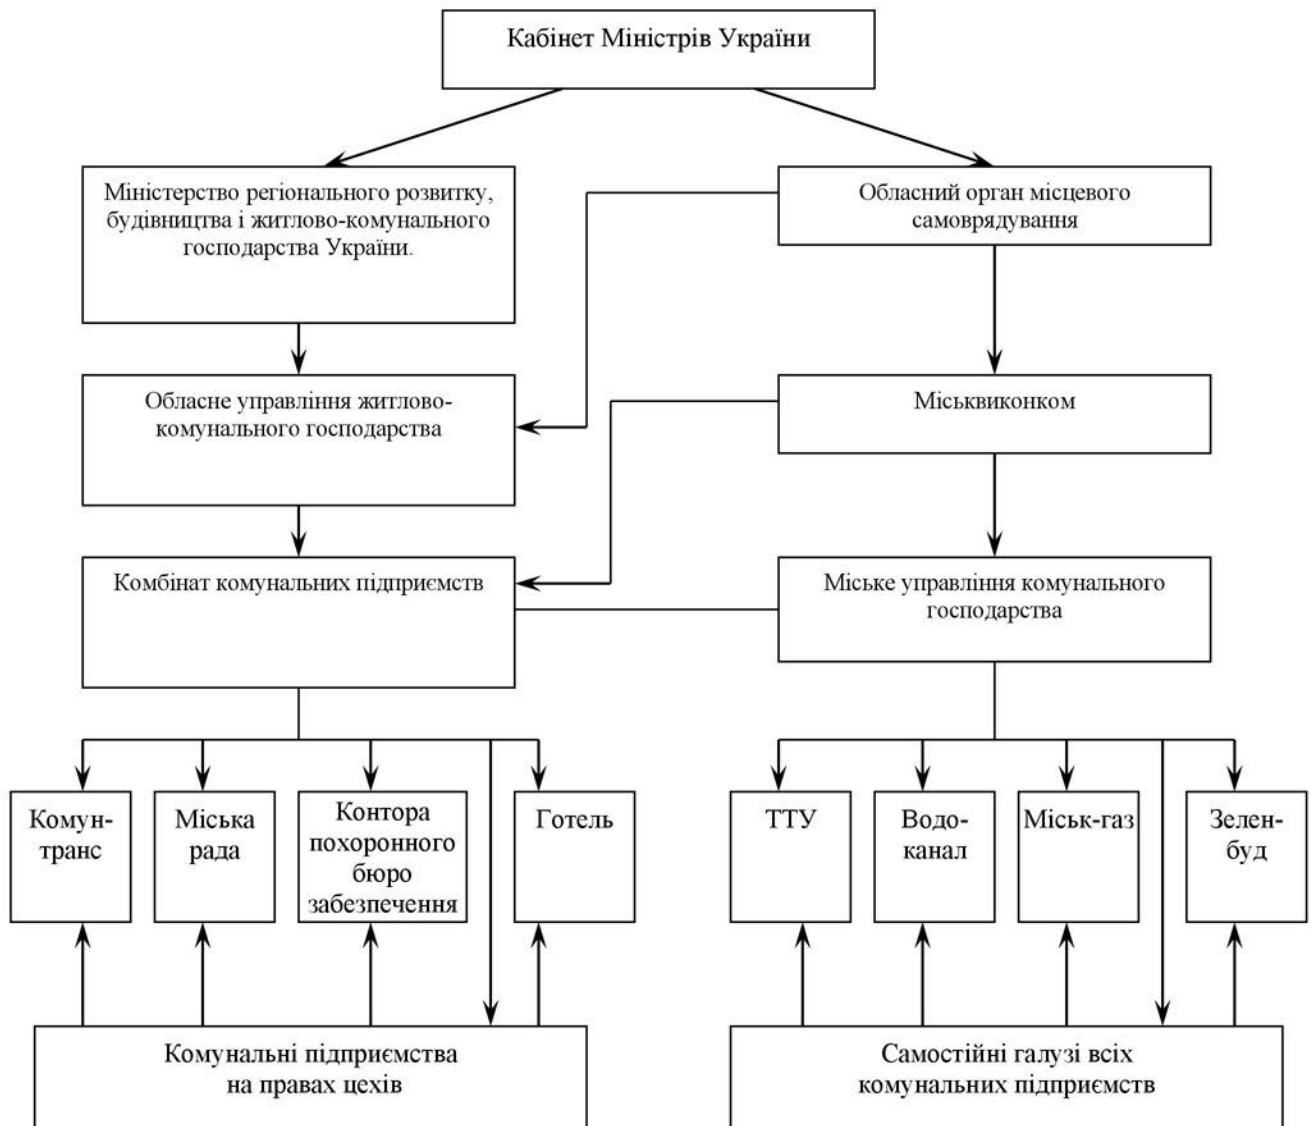 Кабінет Міністрів України
Міністерство регіонального розвитку,
будівництва і житлово-комунального
господарства України.
Обласний орган місцевого
самоврядування
Обласне управління житлово-
комунального господарства
Міськвиконком
Комбінат комунальних підприємств
Міське управління комунального
господарства
Комун-
транс
Міська
рада
Контора
похоронного
бюро
забезпечення
Готель
ТТУ
Водо-
канал
Міськ-газ
Зелен-
буд
Комунальні підприємства
на правах цехів
Самостійні галузі всіх
комунальних підприємств